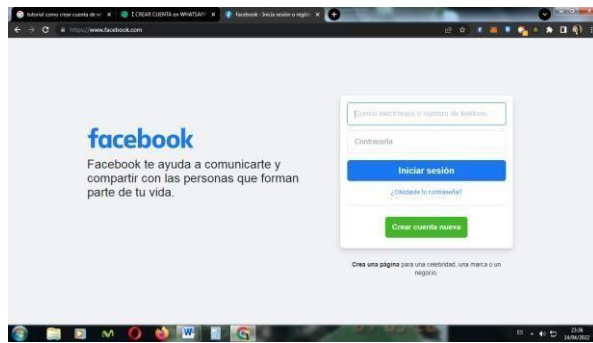 tutorial como crear cuenta de w
CREAR CUENTA en WHATSAPP
Facebook - Inicia sesión o regístr
https://www.facebook.com
facebook
Facebook te ayuda a comunicarte y
compartir con las personas que forman
parte de tu vida.
Correo electrónico o número de teléfono
Contraseña
Iniciar sesión
¿Olvidaste tu contraseña?
Crear cuenta nueva
Crea una página para una celebridad, una marca o un
negocio.
ES
23:36
24/04/2022